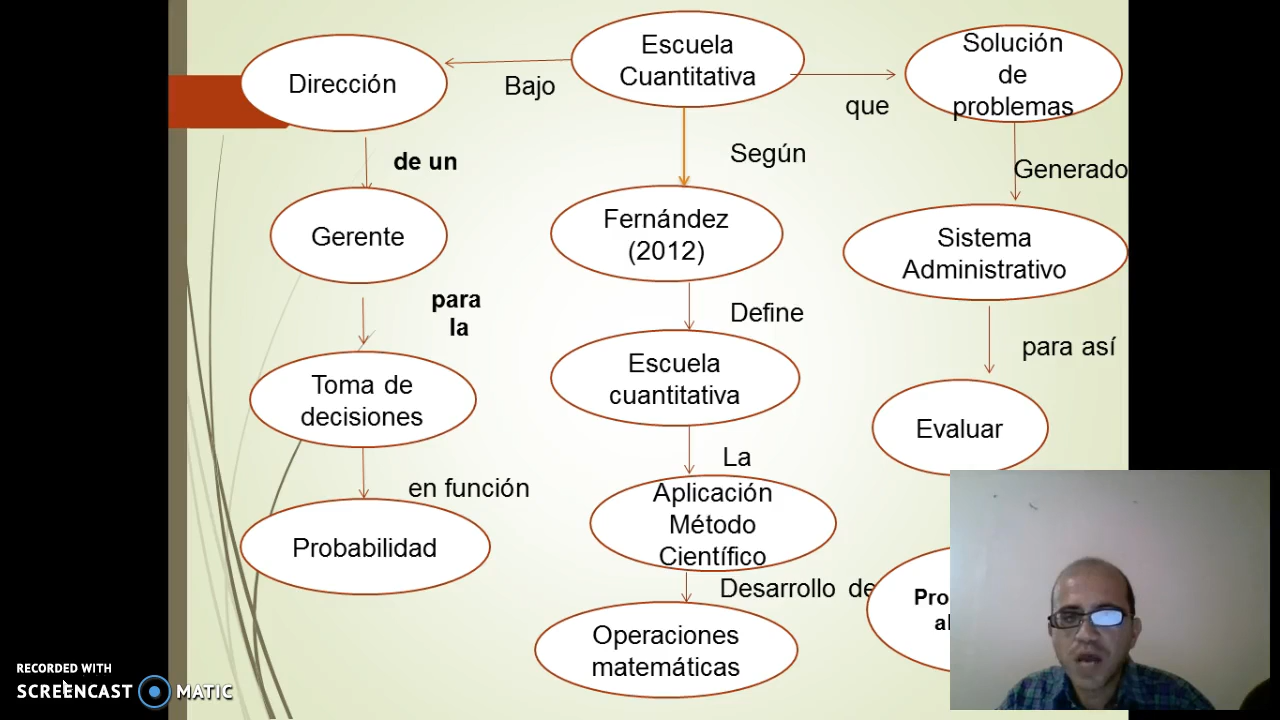 Escuela
Cuantitativa
Bajo
Dirección
de un
Gerente
para
la
Toma de
decisiones
en función
Probabilidad
Según
Fernández
(2012)
Define
Escuela
cuantitativa
La
Aplicación
Método
Científico
Desarrollo de
Operaciones
matemáticas
que
Solución
de
problemas
Generado
Sistema
Administrativo
para así
Evaluar
RECORDED WITH
SCREENCAST MATIC